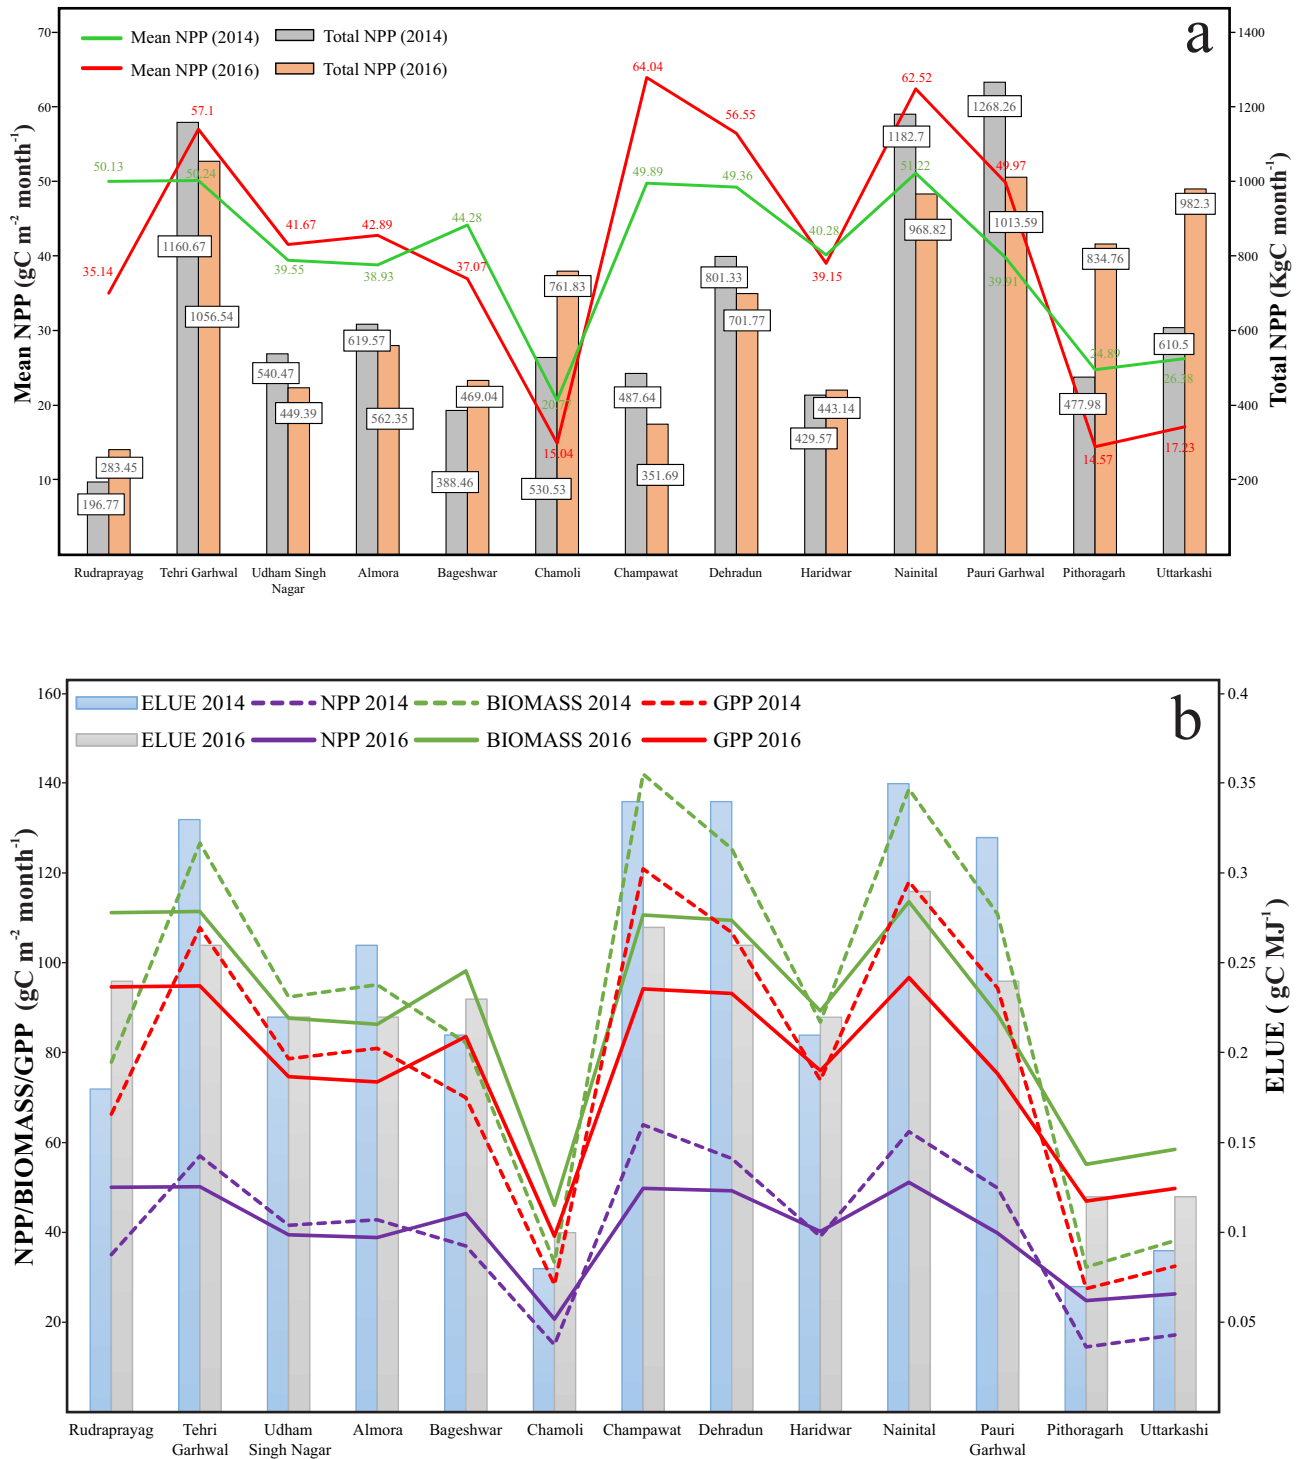 a
Mean NPP (2014)
Total NPP (2014)
Mean NPP (2016)
Total NPP (2016)
Mean NPP (gC m⁻² month⁻¹)
70
60
50
40
30
20
10
Total NPP (KgC month⁻¹)
1400
1200
1000
800
600
400
200
50.13
35.14
196.77
283.45
57.1
50.24
1160.67
1056.54
41.67
39.55
540.47
449.39
42.89
38.93
619.57
562.35
44.28
37.07
388.46
469.04
20.77
15.04
530.53
761.83
64.04
49.89
487.64
351.69
56.55
49.36
801.33
701.77
40.28
39.15
429.57
443.14
62.52
51.22
1182.7
968.82
49.97
39.91
1268.26
1013.59
24.89
14.57
477.98
834.76
26.38
17.23
610.5
982.3
Rudraprayag
Tehri Garhwal
Udham Singh
Nagar
Almora
Bageshwar
Chamoli
Champawat
Dehradun
Haridwar
Nainital
Pauri Garhwal
Pithoragarh
Uttarkashi
b
ELUE 2014
NPP 2014
BIOMASS 2014
GPP 2014
ELUE 2016
NPP 2016
BIOMASS 2016
GPP 2016
NPP/BIOMASS/GPP (gC m⁻² month⁻¹)
160
140
120
100
80
60
40
20
ELUE ( gC MJ⁻¹)
0.4
0.35
0.3
0.25
0.2
0.15
0.1
0.05
Rudraprayag
Tehri
Garhwal
Udham
Singh Nagar
Almora
Bageshwar
Chamoli
Champawat
Dehradun
Haridwar
Nainital
Pauri
Garhwal
Pithoragarh
Uttarkashi